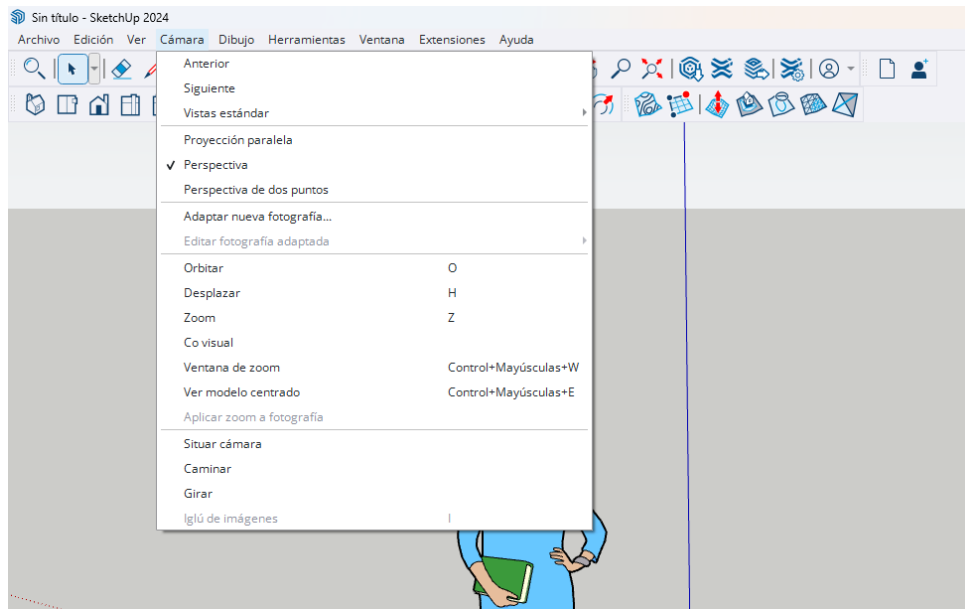 Sin título - SketchUp 2024
Archivo Edición Ver Cámara Dibujo Herramientas Ventana Extensiones Ayuda
Anterior
Siguiente
Vistas estándar
Proyección paralela
Perspectiva
Perspectiva de dos puntos
Adaptar nueva fotografía...
Editar fotografía adaptada
Orbitar O
Desplazar H
Zoom Z
Co visual
Ventana de zoom Control+Mayúsculas+W
Ver modelo centrado Control+Mayúsculas+E
Aplicar zoom a fotografía
Situar cámara
Caminar
Girar
Iglú de imágenes I